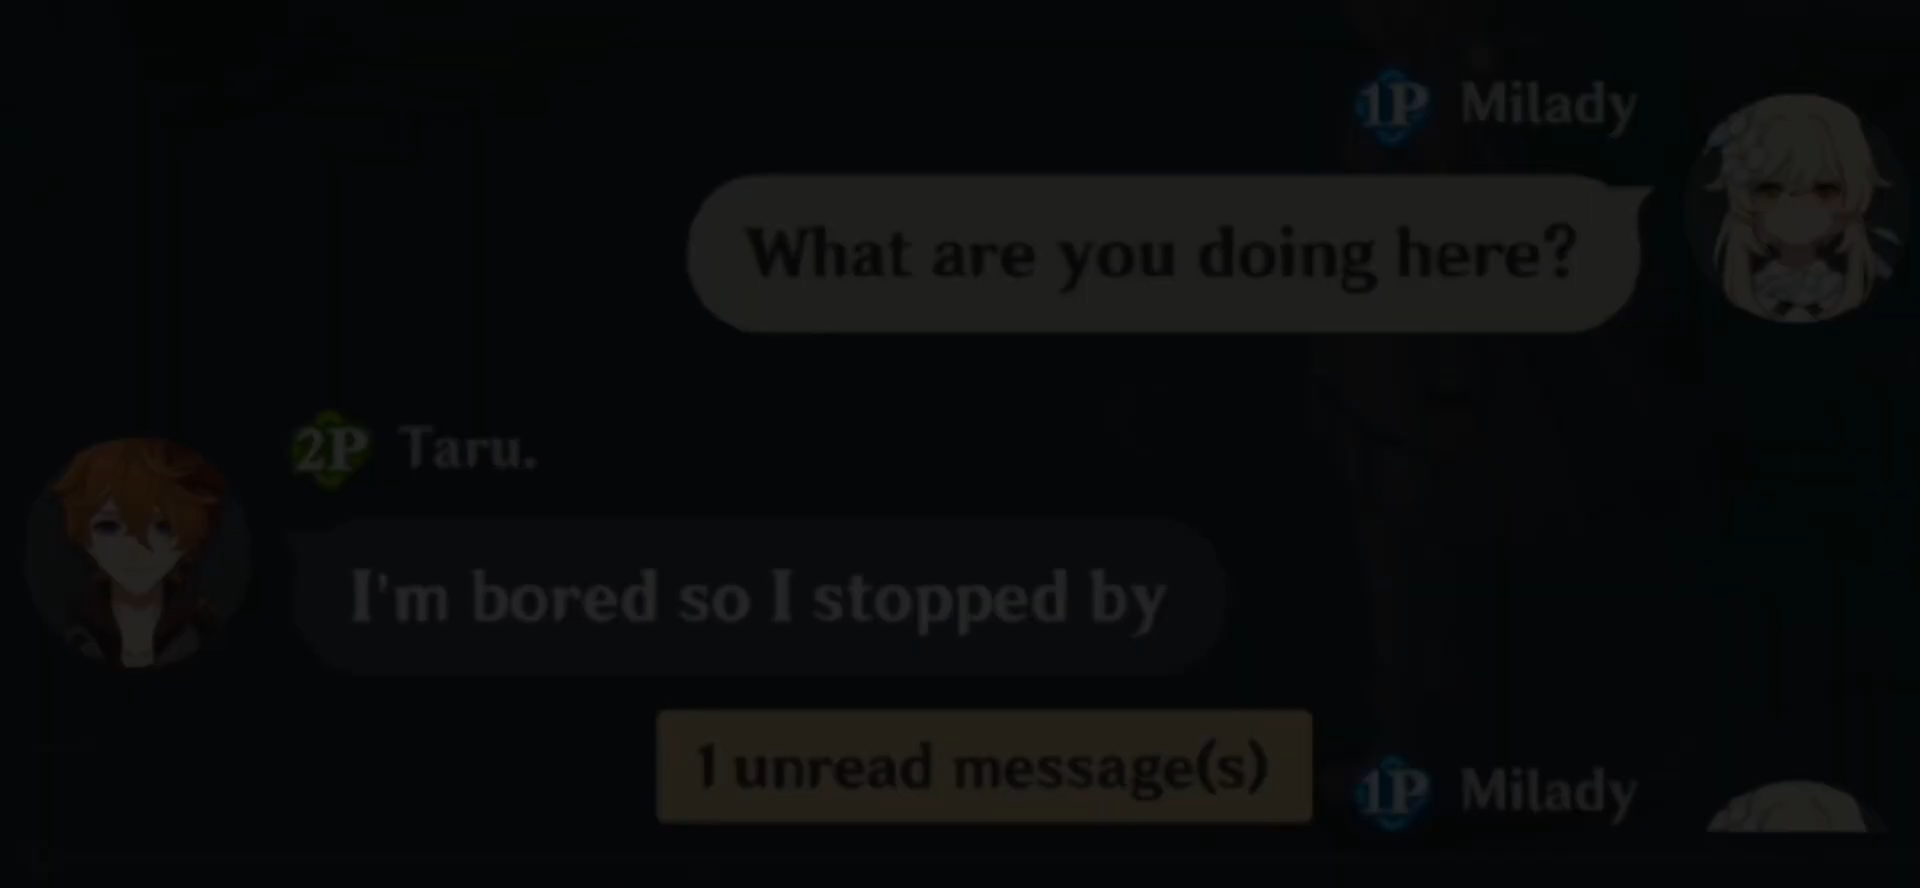 1P Milady
What are you doing here?
2P Taru.
I'm bored so I stopped by
1 unread message(s)
1P Milady